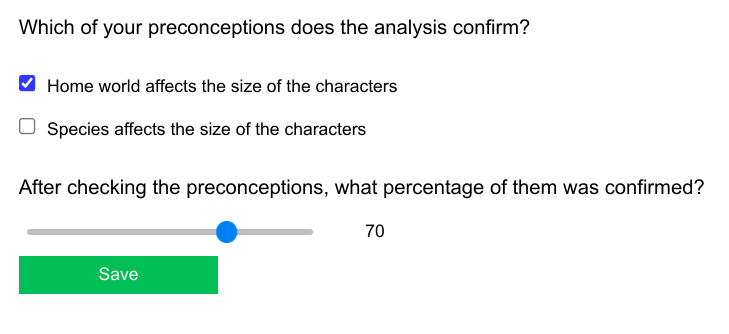 Which of your preconceptions does the analysis confirm?
Home world affects the size of the characters
Species affects the size of the characters
After checking the preconceptions, what percentage of them was confirmed?
70
Save